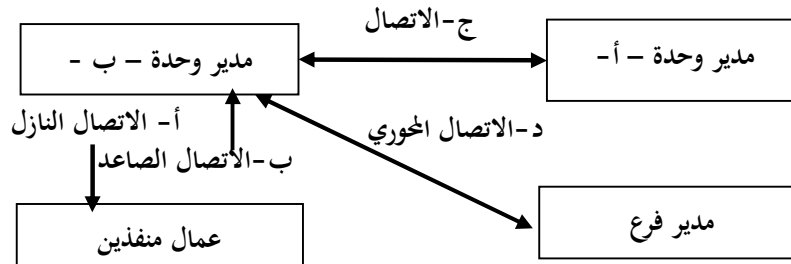 ج-الاتصال
مدير وحدة – أ-
مدير وحدة – ب -
أ- الاتصال النازل
د-الاتصال المحوري
ب-الاتصال الصاعد
مدير فرع
عمال منفذين